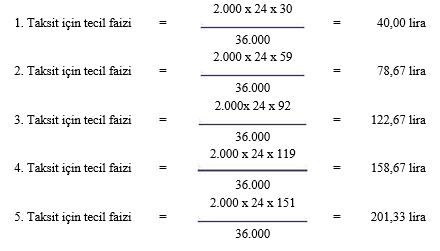 1. Taksit için tecil faizi = 2.000 x 24 x 30 = 40,00 lira
36.000
2. Taksit için tecil faizi = 2.000 x 24 x 59 = 78,67 lira
36.000
3. Taksit için tecil faizi = 2.000x 24 x 92 = 122,67 lira
36.000
4. Taksit için tecil faizi = 2.000 x 24 x 119 = 158,67 lira
36.000
5. Taksit için tecil faizi = 2.000 x 24 x 151 = 201,33 lira
36.000